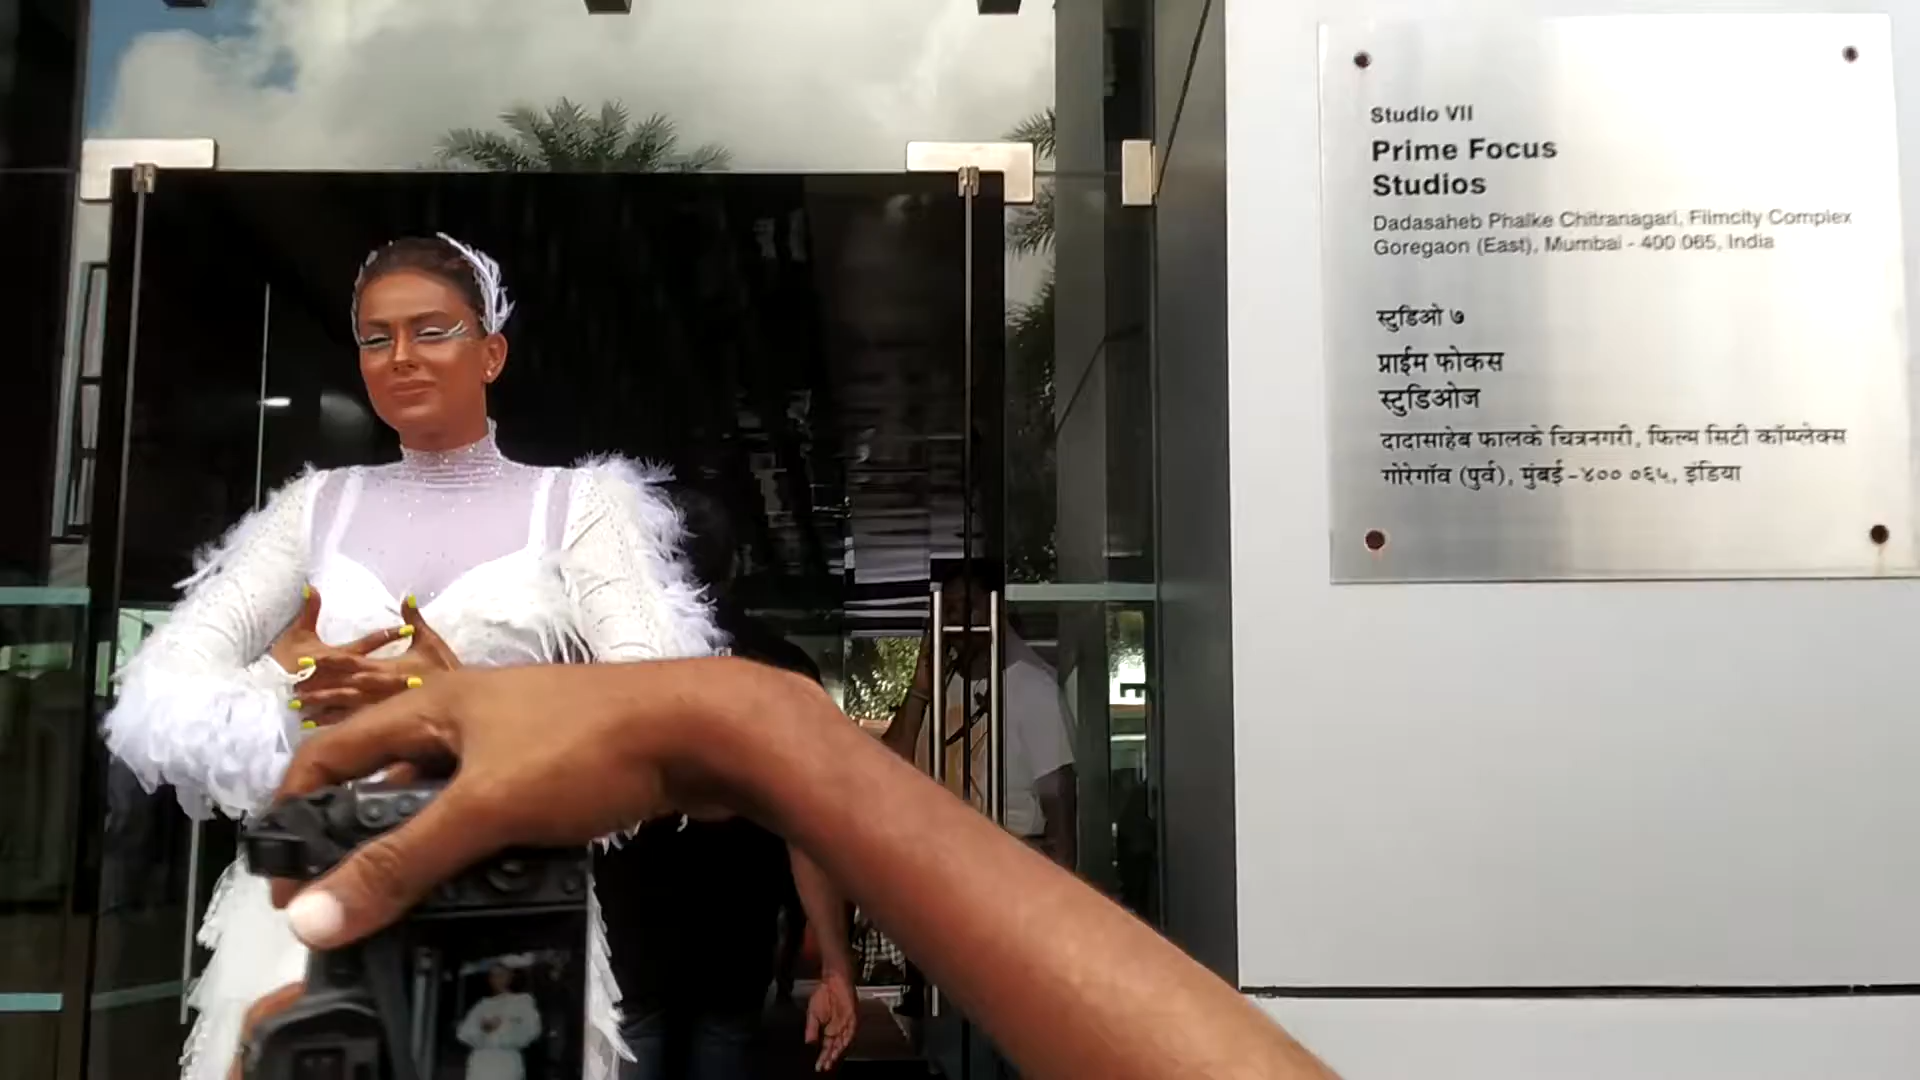 Studio VII
Prime Focus
Studios
Dadasaheb Phalke Chitranagari, Filmcity Complex
Goregaon (East), Mumbai - 400 065, India
स्टुडिओ ७
प्राईम फोकस
स्टुडिओज
दादासाहेब फालके चित्रनगरी, फिल्म सिटी कॉम्प्लेक्स
गोरेगॉव (पुर्व), मुंबई-४०० ०६५, इंडिया